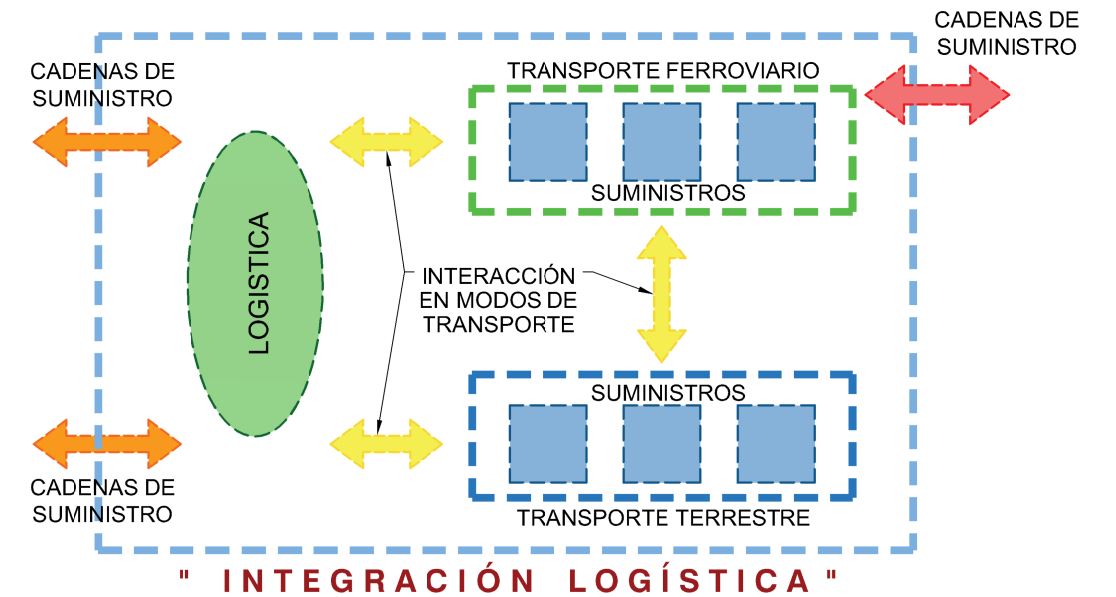 CADENAS DE
SUMINISTRO
CADENAS DE
SUMINISTRO
TRANSPORTE FERROVIARIO
SUMINISTROS
LOGISTICA
INTERACCIÓN
EN MODOS DE
TRANSPORTE
SUMINISTROS
CADENAS DE
SUMINISTRO
TRANSPORTE TERRESTRE
" INTEGRACIÓN LOGÍSTICA "